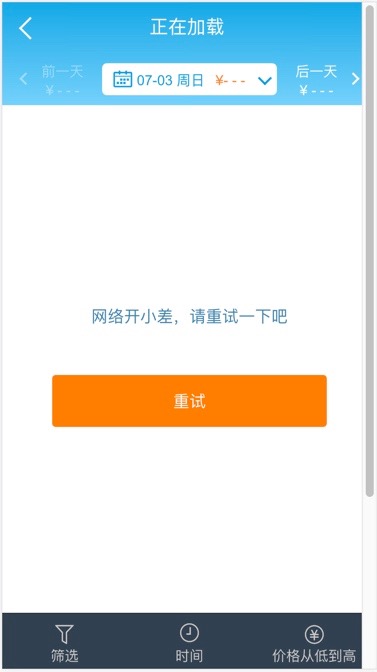 正在加载
前一天
¥---
07-03 周日 ¥---
后一天
¥---
网络开小差，请重试一下吧
重试
筛选
时间
价格从低到高